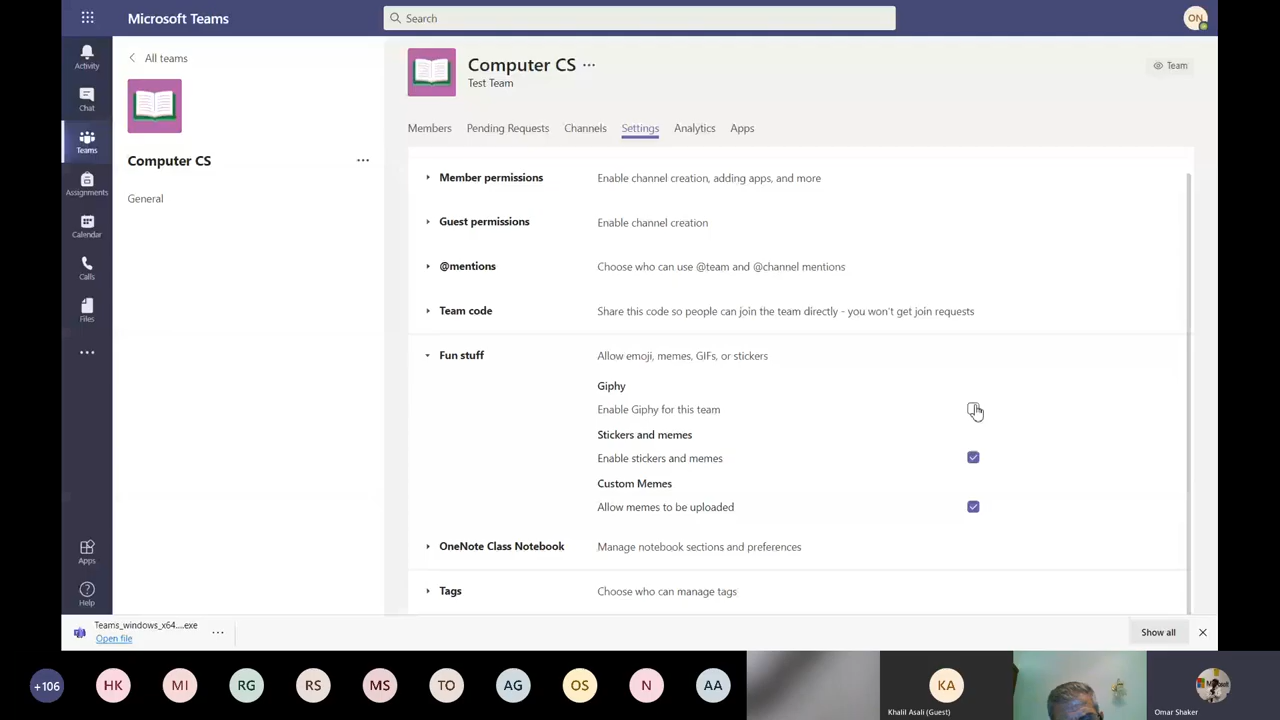 Microsoft Teams
Search
ON
Activity
Chat
Teams
Assignments
Calendar
Calls
Files
Apps
Help
All teams
Computer CS
General
Computer CS
Test Team
Team
Members
Pending Requests
Channels
Settings
Analytics
Apps
Member permissions
Enable channel creation, adding apps, and more
Guest permissions
Enable channel creation
@mentions
Choose who can use @team and @channel mentions
Team code
Share this code so people can join the team directly - you won't get join requests
Fun stuff
Allow emoji, memes, GIFs, or stickers
Giphy
Enable Giphy for this team
Stickers and memes
Enable stickers and memes
Custom Memes
Allow memes to be uploaded
OneNote Class Notebook
Manage notebook sections and preferences
Tags
Choose who can manage tags
Teams_windows_x64....exe
Open file
Show all
+106
HK
MI
RG
RS
MS
TO
AG
OS
N
AA
KA
Khalil Asali (Guest)
Omar Shaker